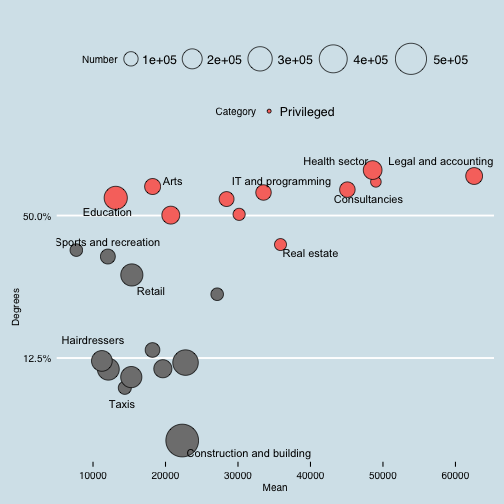 Number 1e+05 2e+05 3e+05 4e+05 5e+05
Category Privileged
Health sector Legal and accounting
Arts IT and programming
Consultancies
Education
50.0%
Sports and recreation
Real estate
Retail
Degrees
Hairdressers
12.5%
Taxis
Construction and building
10000 20000 30000 40000 50000 60000
Mean